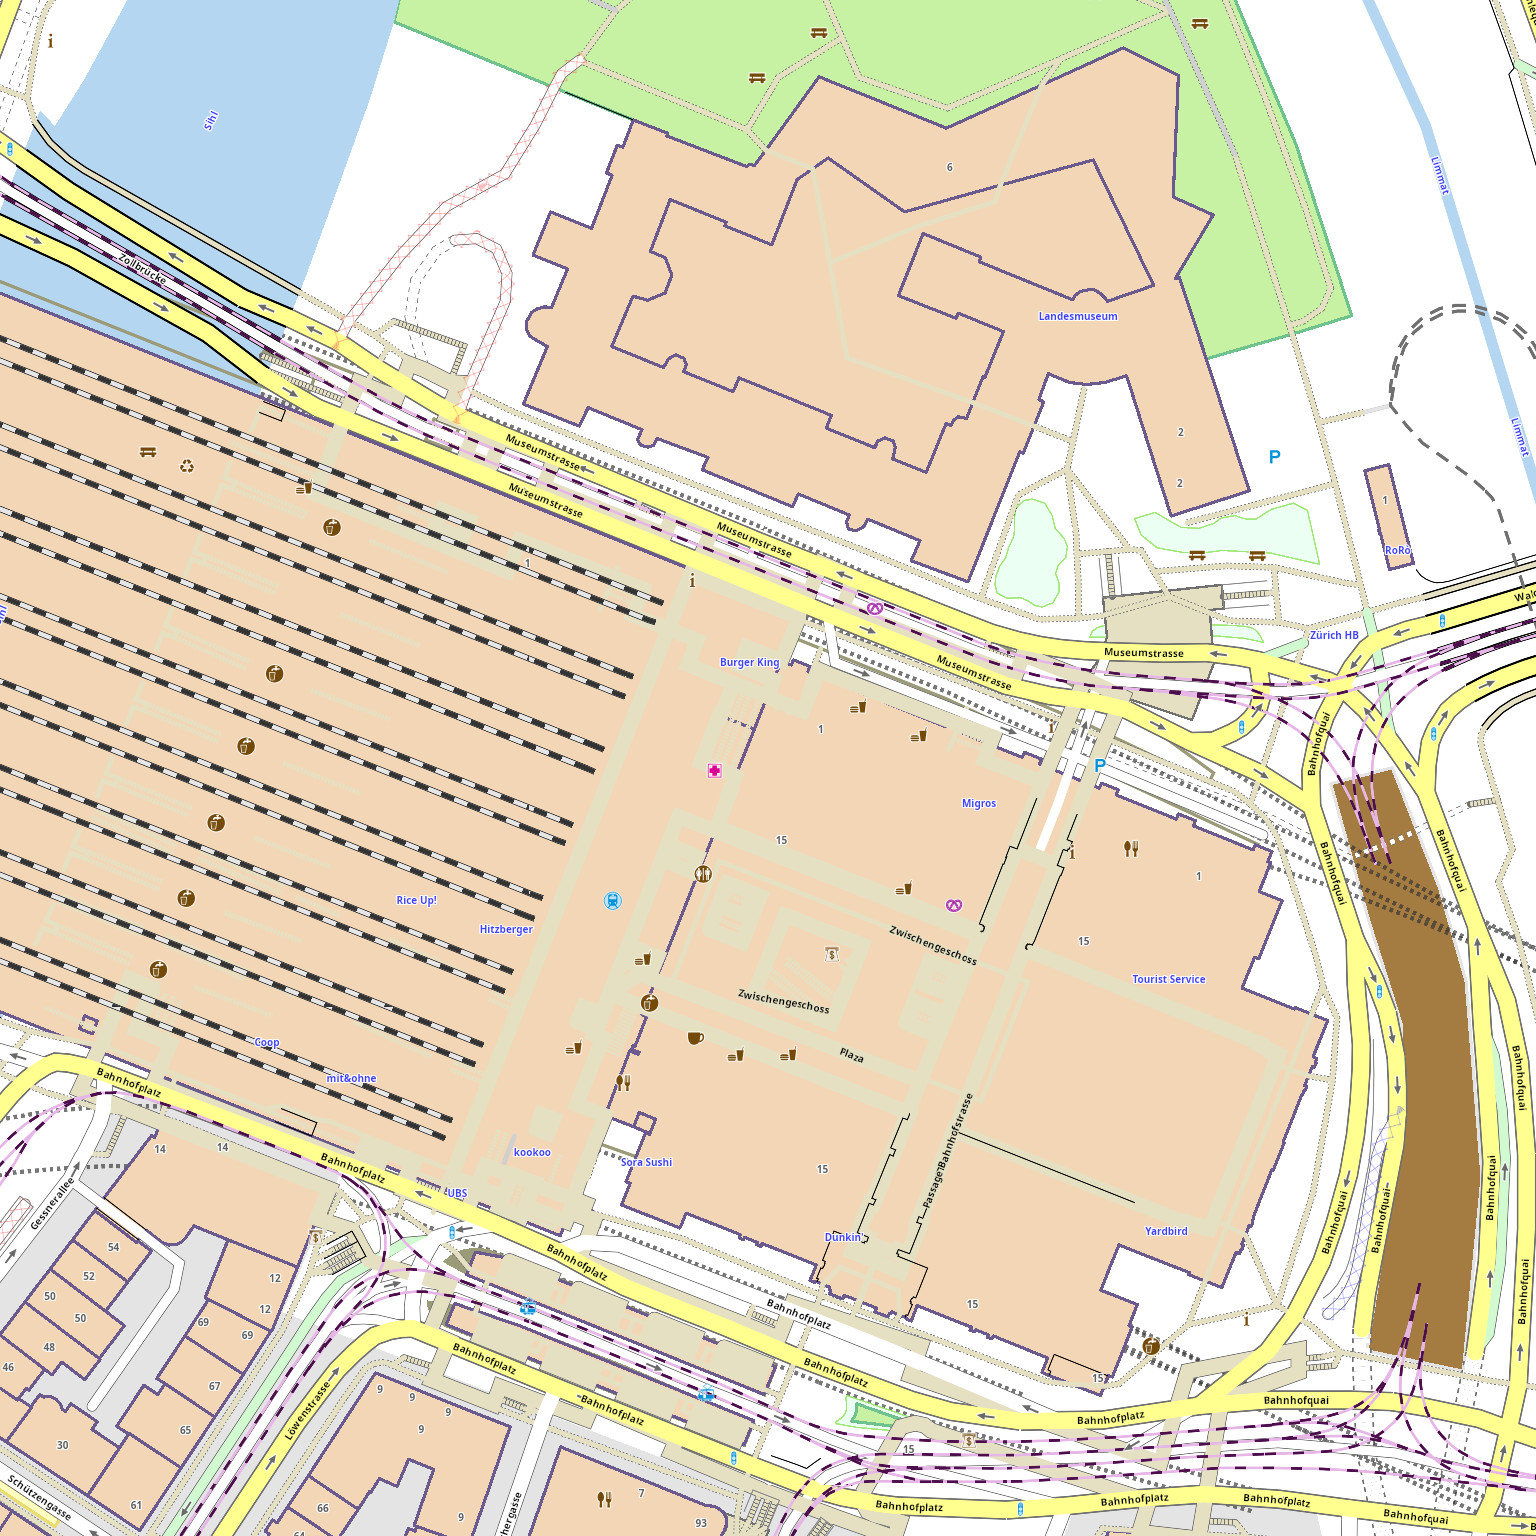 i
Sihl
6
Limmat
Zollbrücke
Landesmuseum
Limmat
2
P
2
1
RoRo
Museumstrasse
Museumstrasse
Museumstrasse
1
i
Burger King
Museumstrasse
Museumstrasse
Zürich HB
1
i
P
Bahnhofquai
Migros
15
i
1
Bahnhofquai
Bahnhofquai
Rice Up!
Hitzberger
Zwischengeschoss
15
Tourist Service
Zwischengeschoss
Coop
Plaza
mit&ohne
Bahnhofplatz
Bahnhofquai
14
14
kookoo
Sora Sushi
15
Passage Bahnhofstrasse
Bahnhofplatz
UBS
Gessnerallee
Bahnhofquai
Bahnhofquai
Bahnhofquai
Yardbird
Dunkin'
54
52
50
50
48
46
12
12
69
69
67
65
30
61
Bahnhofplatz
Bahnhofplatz
15
i
Bahnhofquai
Bahnhofplatz
Bahnhofplatz
15
Bahnhofplatz
Löwenstrasse
9
9
9
9
Bahnhofplatz
Bahnhofquai
15
Schützengasse
66
9
7
93
Bahnhofplatz
Bahnhofplatz
Bahnhofplatz
Bahnhofquai